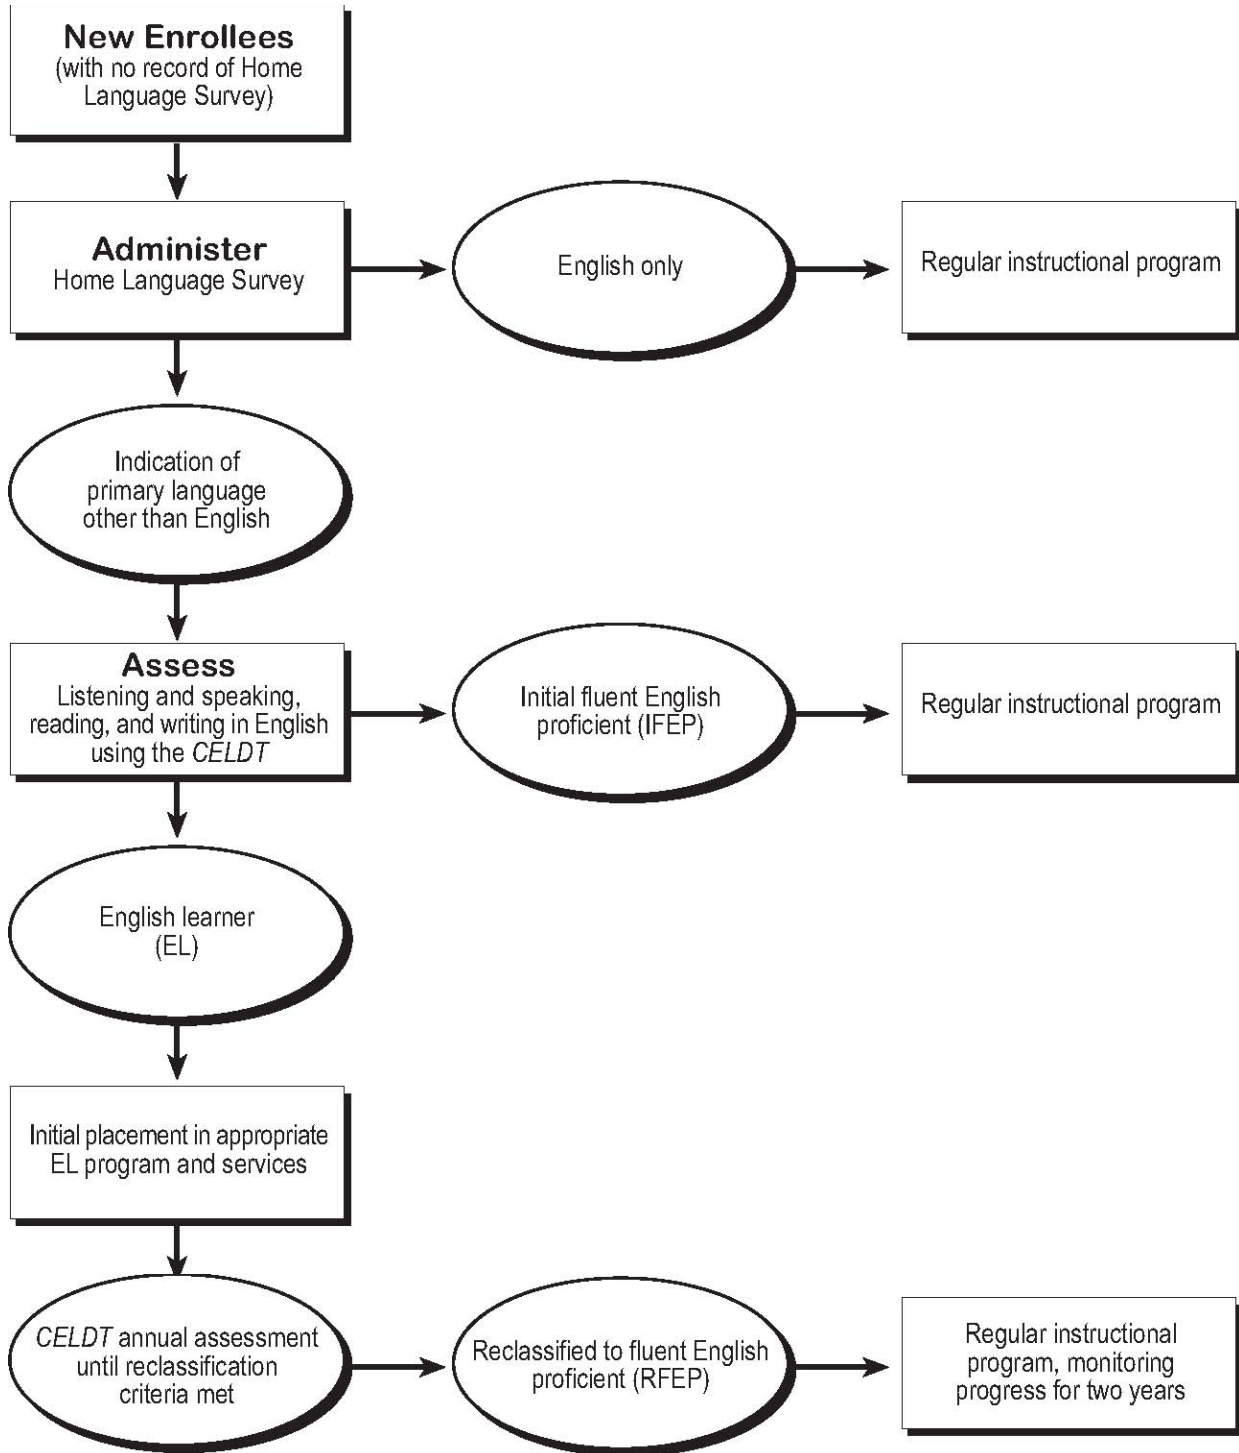 New Enrollees
(with no record of Home
Language Survey)
Administer
Home Language Survey
English only
Regular instructional program
Indication of
primary language
other than English
Assess
Listening and speaking,
reading, and writing in English
using the CELDT
Initial fluent English
proficient (IFEP)
Regular instructional program
English learner
(EL)
Initial placement in appropriate
EL program and services
CELDT annual assessment
until reclassification
criteria met
Reclassified to fluent English
proficient (RFEP)
Regular instructional
program, monitoring
progress for two years